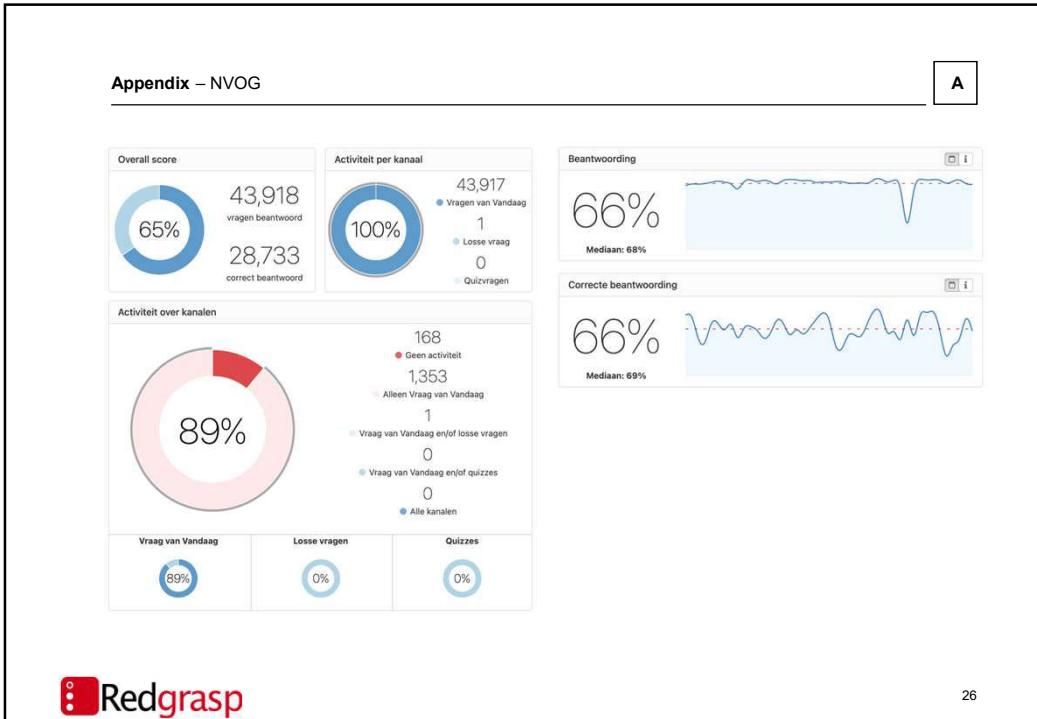 Appendix – NVOG
A
Overall score
65%
43,918
vragen beantwoord
28,733
correct beantwoord
Activiteit per kanaal
100%
43,917
Vragen van Vandaag
1
Losse vraag
0
Quizvragen
Activiteit over kanalen
89%
168
Geen activiteit
1,353
Alleen Vraag van Vandaag
1
Vraag van Vandaag en/of losse vragen
0
Vraag van Vandaag en/of quizzes
0
Alle kanalen
Vraag van Vandaag
89%
Losse vragen
0%
Quizzes
0%
Beantwoording
i
66%
Mediaan: 68%
Correcte beantwoording
i
66%
Mediaan: 69%
Redgrasp
26